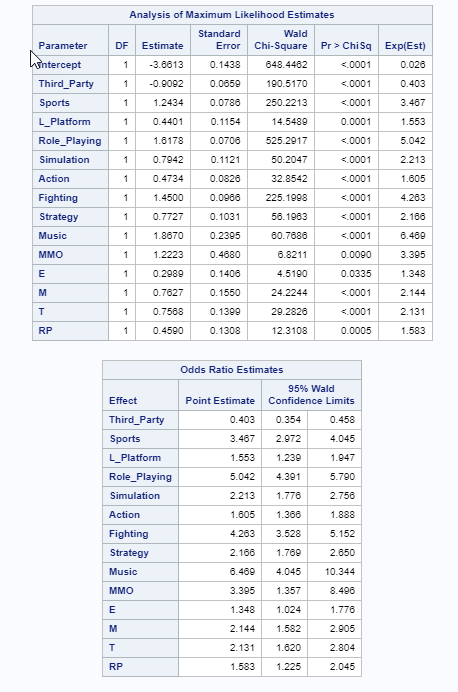 Analysis of Maximum Likelihood Estimates
Parameter DF Estimate Standard Error Wald Chi-Square Pr > ChiSq Exp(Est)
Intercept 1 -3.6613 0.1438 648.4462 <.0001 0.026
Third_Party 1 -0.9092 0.0659 190.5170 <.0001 0.403
Sports 1 1.2434 0.0786 250.2213 <.0001 3.467
L_Platform 1 0.4401 0.1154 14.5489 0.0001 1.553
Role_Playing 1 1.6178 0.0706 525.2917 <.0001 5.042
Simulation 1 0.7942 0.1121 50.2047 <.0001 2.213
Action 1 0.4734 0.0826 32.8542 <.0001 1.605
Fighting 1 1.4500 0.0966 225.1998 <.0001 4.263
Strategy 1 0.7727 0.1031 56.1963 <.0001 2.166
Music 1 1.8670 0.2395 60.7686 <.0001 6.469
MMO 1 1.2223 0.4680 6.8211 0.0090 3.395
E 1 0.2989 0.1406 4.5190 0.0335 1.348
M 1 0.7627 0.1550 24.2244 <.0001 2.144
T 1 0.7568 0.1399 29.2826 <.0001 2.131
RP 1 0.4590 0.1308 12.3108 0.0005 1.583
Odds Ratio Estimates
Effect Point Estimate 95% Wald Confidence Limits
Third_Party 0.403 0.354 0.458
Sports 3.467 2.972 4.045
L_Platform 1.553 1.239 1.947
Role_Playing 5.042 4.391 5.790
Simulation 2.213 1.776 2.756
Action 1.605 1.366 1.888
Fighting 4.263 3.528 5.152
Strategy 2.166 1.769 2.650
Music 6.469 4.045 10.344
MMO 3.395 1.357 8.496
E 1.348 1.024 1.776
M 2.144 1.582 2.905
T 2.131 1.620 2.804
RP 1.583 1.225 2.045